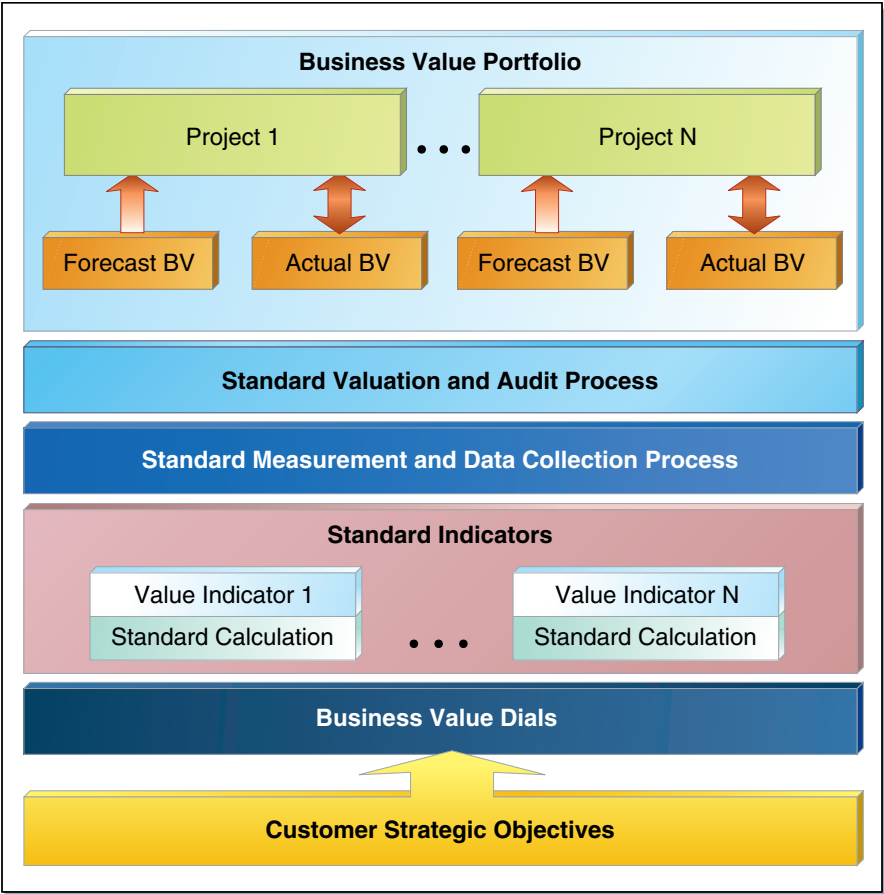 Business Value Portfolio
Project 1
. . .
Project N
Forecast BV
Actual BV
Forecast BV
Actual BV
Standard Valuation and Audit Process
Standard Measurement and Data Collection Process
Standard Indicators
Value Indicator 1
Standard Calculation
. . .
Value Indicator N
Standard Calculation
Business Value Dials
Customer Strategic Objectives